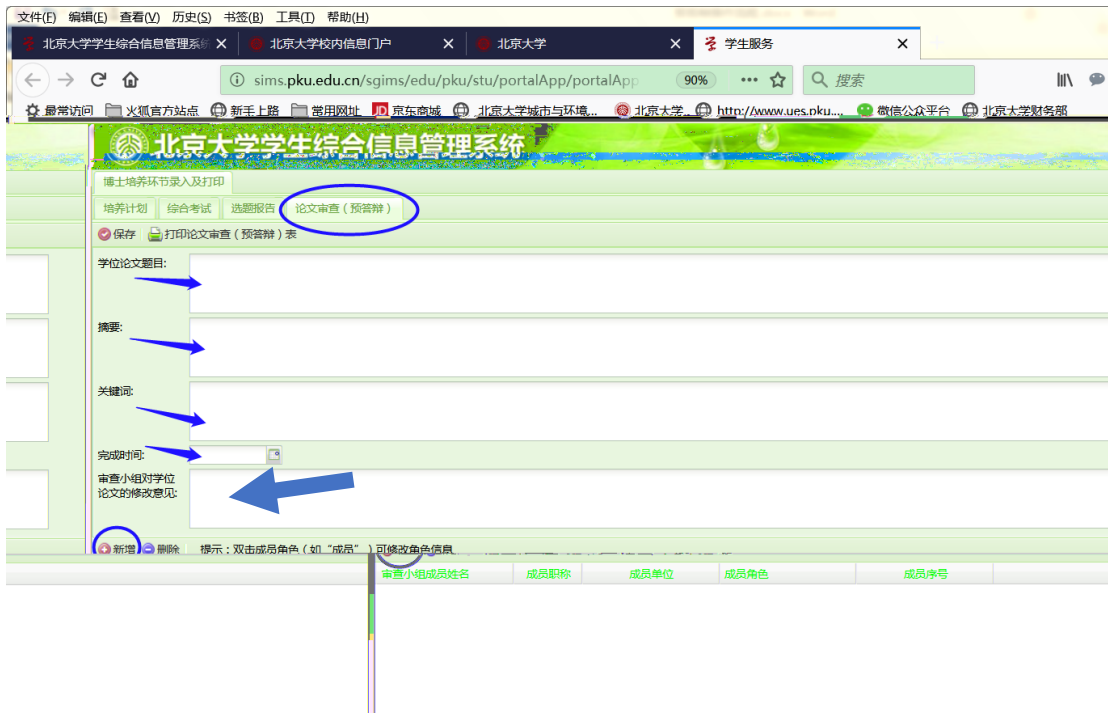 文件(F) 编辑(E) 查看(V) 历史(S) 书签(B) 工具(T) 帮助(H)
北京大学学生综合信息管理系统 北京大学校内信息门户 北京大学 学生服务
sims.pku.edu.cn/sgims/edu/pku/stu/portalApp/portalApp 90% 搜索
最常访问 火狐官方站点 新手上路 常用网址 JD 京东商城 北京大学城市与环境... 北京大学 http://www.ues.pku.... 微信公众平台 北京大学财务部
北京大学学生综合信息管理系统
博士培养环节录入及打印
培养计划 综合考试 选题报告 论文审查(预答辩)
保存 打印论文审查(预答辩)表
学位论文题目:
摘要:
关键词:
完成时间:
审查小组对学位
论文的修改意见:
新增 删除 提示:双击成员角色(如“成员”)可修改角色信息
审查小组成员姓名 成员职称 成员单位 成员角色 成员序号